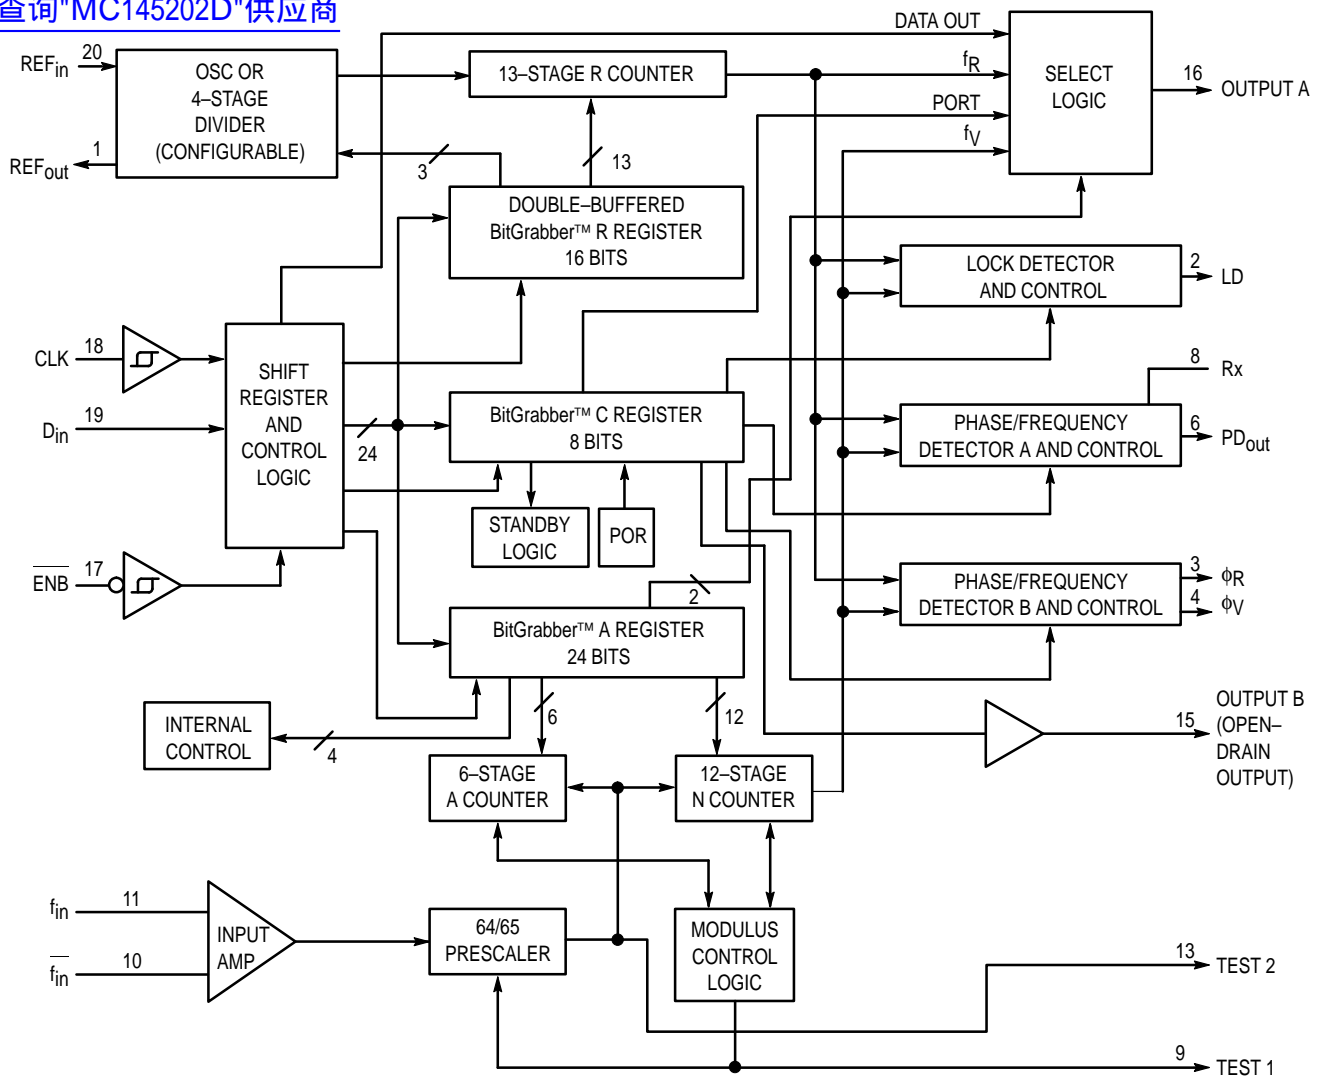 查询"MC145202D"供应商
DATA OUT
REFin
20
OSC OR
4–STAGE
DIVIDER
(CONFIGURABLE)
13–STAGE R COUNTER
fR
PORT
fV
SELECT
LOGIC
16
OUTPUT A
REFout
1
3
13
DOUBLE–BUFFERED
BitGrabber™ R REGISTER
16 BITS
LOCK DETECTOR
AND CONTROL
2
LD
CLK
18
Din
19
SHIFT
REGISTER
AND
CONTROL
LOGIC
24
BitGrabber™ C REGISTER
8 BITS
8
Rx
PHASE/FREQUENCY
DETECTOR A AND CONTROL
6
PDout
STANDBY
LOGIC
POR
ENB
17
2
PHASE/FREQUENCY
DETECTOR B AND CONTROL
3
ϕR
4
ϕV
BitGrabber™ A REGISTER
24 BITS
INTERNAL
CONTROL
4
6
12
15
OUTPUT B
(OPEN–
DRAIN
OUTPUT)
6–STAGE
A COUNTER
12–STAGE
N COUNTER
fin
11
fin
10
INPUT
AMP
64/65
PRESCALER
MODULUS
CONTROL
LOGIC
13
TEST 2
9
TEST 1